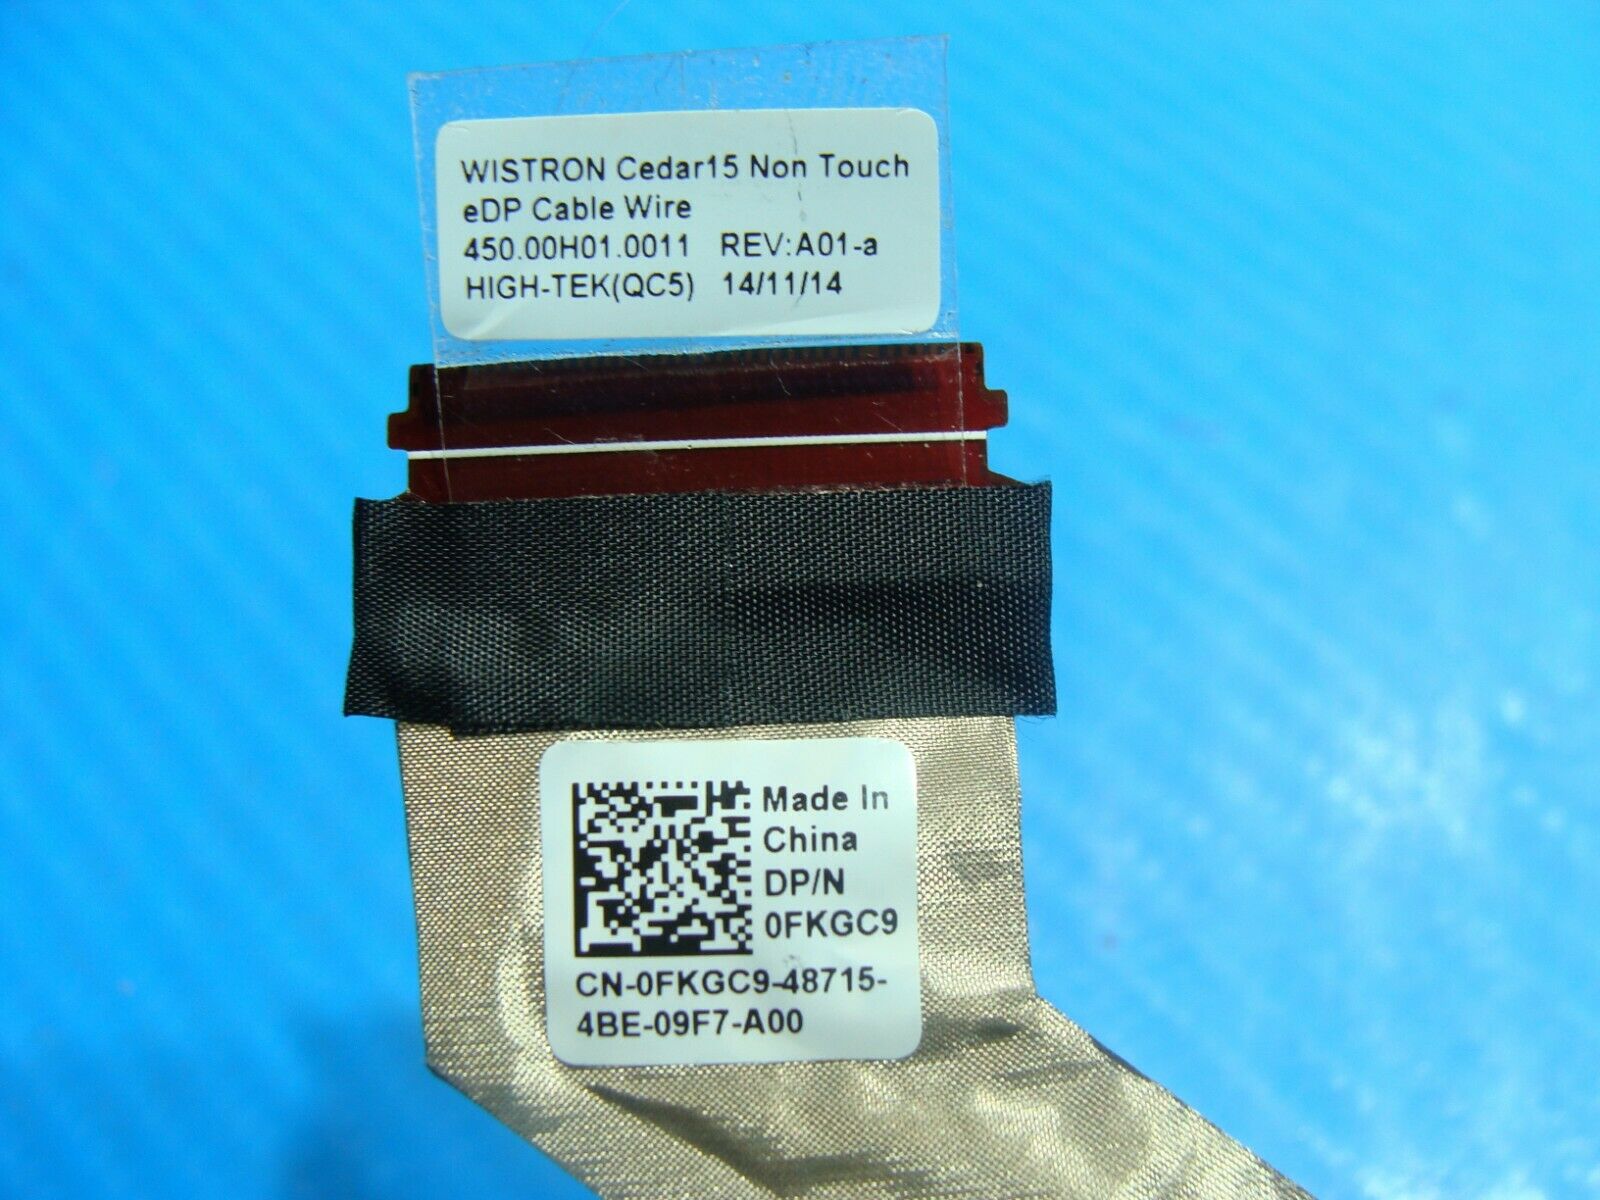 WISTRON Cedar15 Non Touch
eDP Cable Wire
450.00H01.0011 REV:A01-a
HIGH-TEK(QC5) 14/11/14
Made In
China
DP/N
0FKGC9
CN-0FKGC9-48715-
4BE-09F7-A00